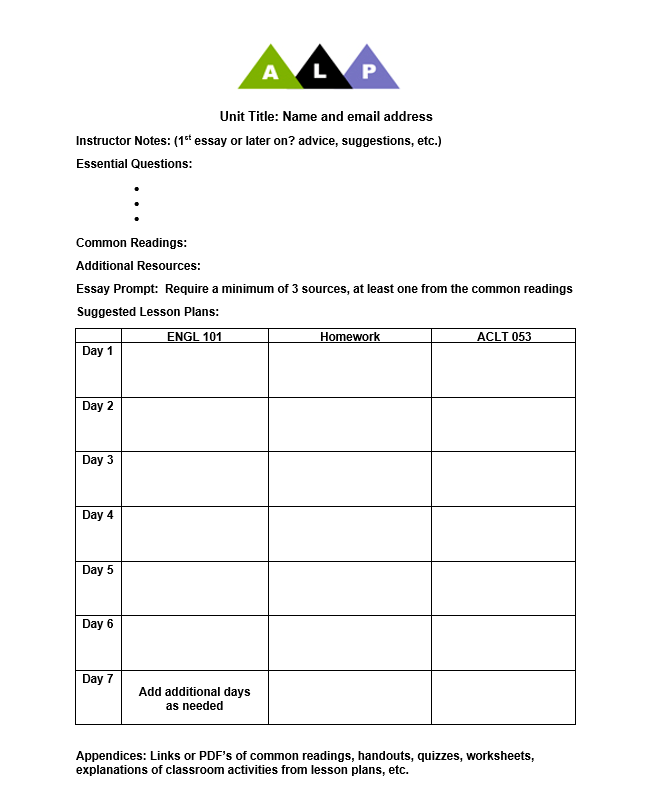 A L P
Unit Title: Name and email address
Instructor Notes: (1st essay or later on? advice, suggestions, etc.)
Essential Questions:
•
•
•
Common Readings:
Additional Resources:
Essay Prompt:  Require a minimum of 3 sources, at least one from the common readings
Suggested Lesson Plans:
ENGL 101 Homework ACLT 053
Day 1
Day 2
Day 3
Day 4
Day 5
Day 6
Day 7
Add additional days
as needed
Appendices: Links or PDF’s of common readings, handouts, quizzes, worksheets,
explanations of classroom activities from lesson plans, etc.